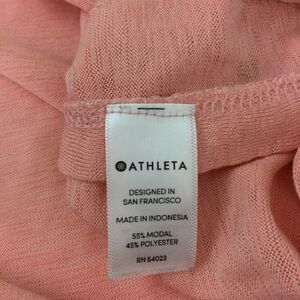 ATHLETA
DESIGNED IN
SAN FRANCISCO
MADE IN INDONESIA
55% MODAL
45% POLYESTER
RN 54023